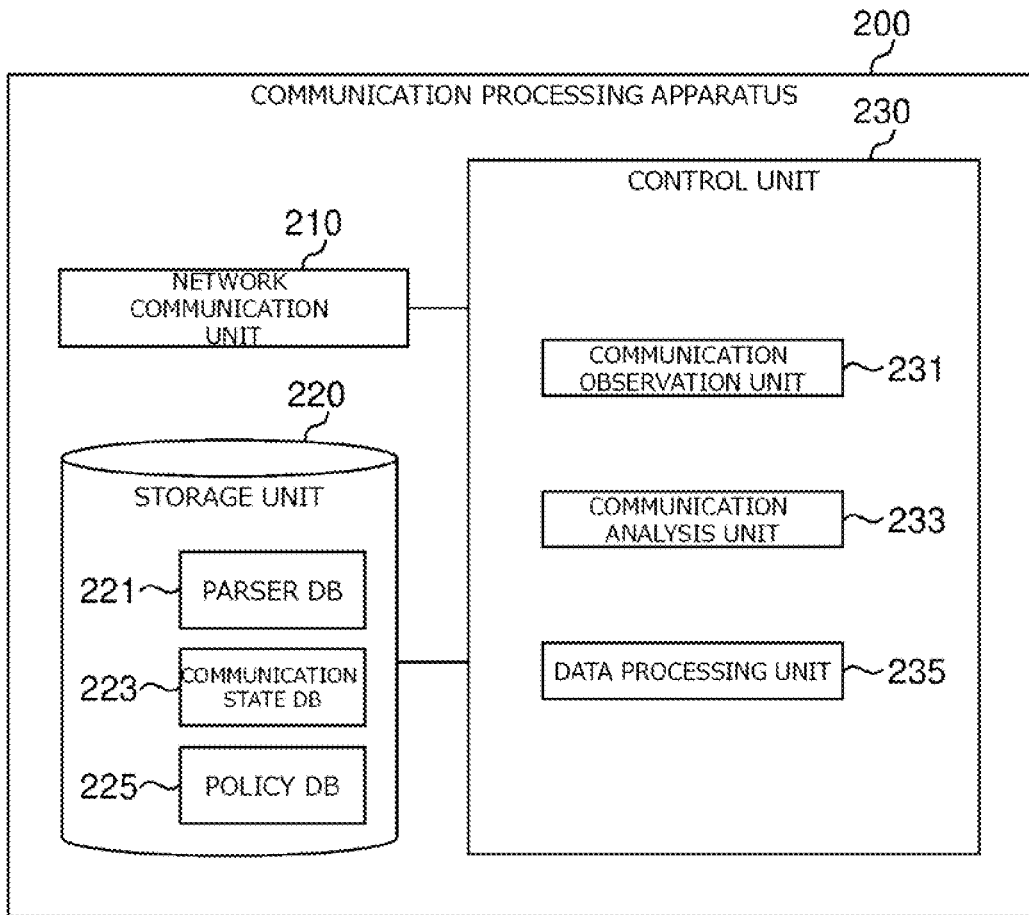 200
COMMUNICATION PROCESSING APPARATUS
230
CONTROL UNIT
210
NETWORK
COMMUNICATION
UNIT
COMMUNICATION
OBSERVATION UNIT
231
220
STORAGE UNIT
COMMUNICATION
ANALYSIS UNIT
233
221
PARSER DB
223
COMMUNICATION
STATE DB
DATA PROCESSING UNIT
235
225
POLICY DB